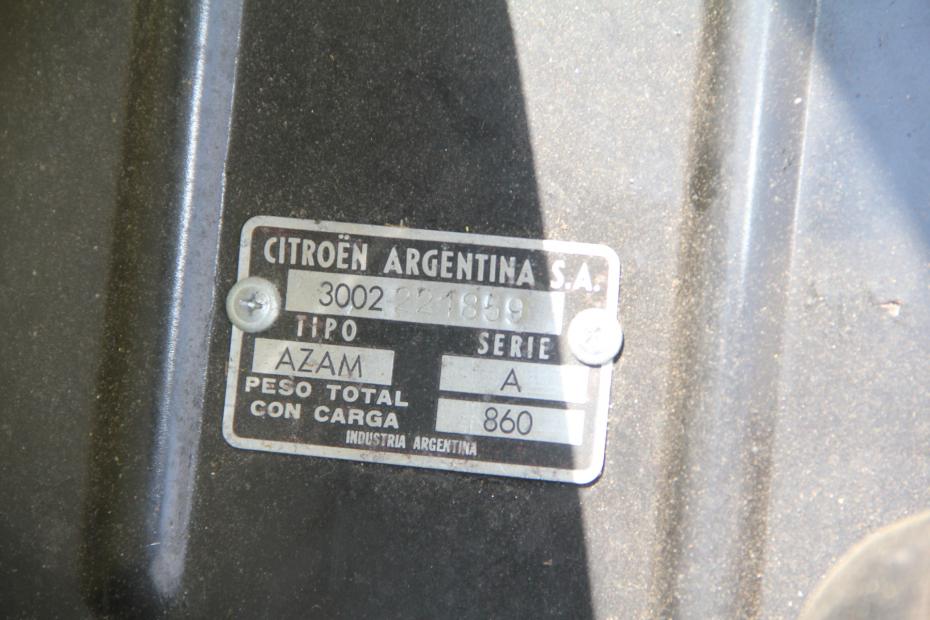 CITROËN ARGENTINA S.A.
3002 221859
TIPO SERIE
AZAM A
PESO TOTAL
CON CARGA 860
INDUSTRIA ARGENTINA